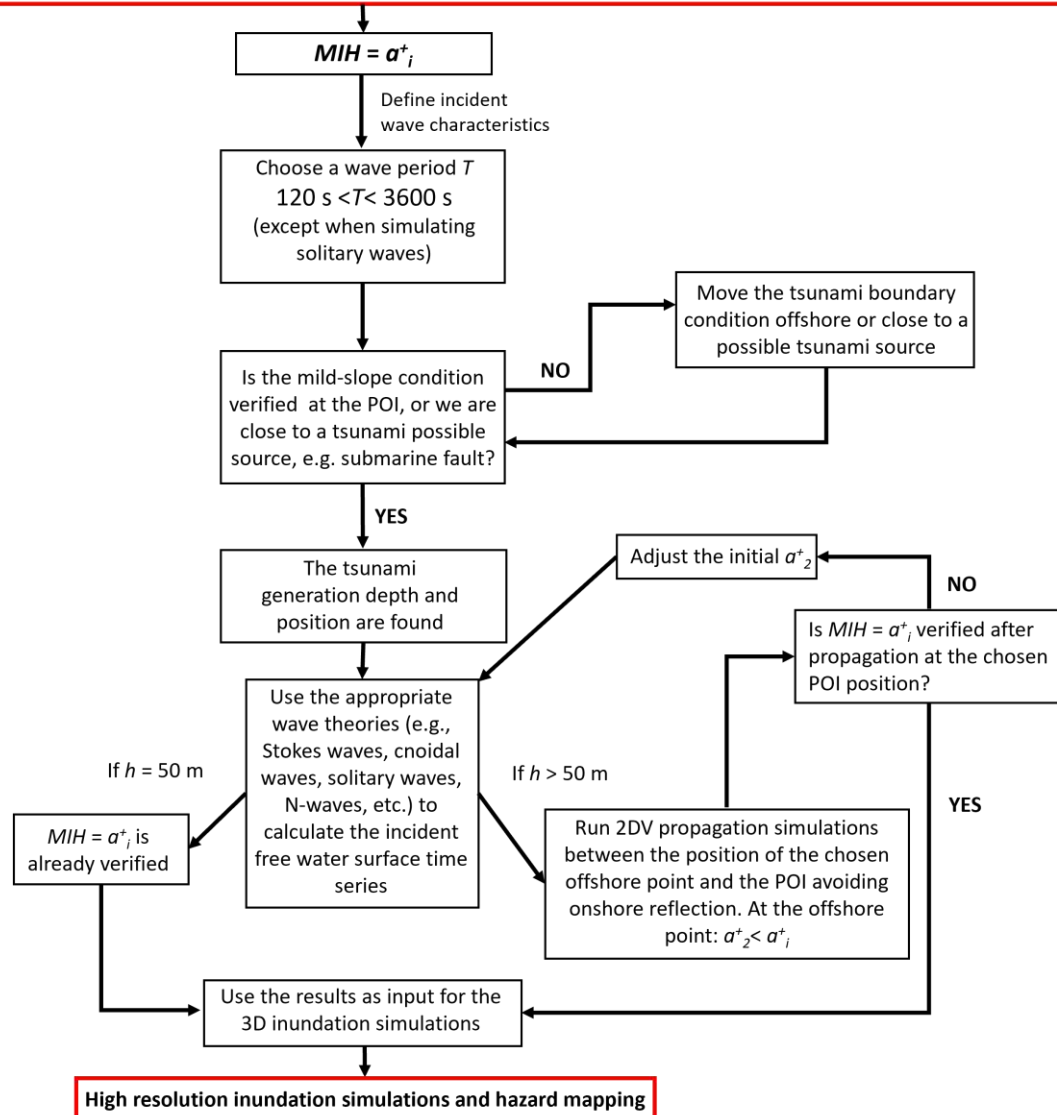 MIH = a⁺ᵢ
Define incident
wave characteristics
Choose a wave period T
120 s <T< 3600 s
(except when simulating
solitary waves)
Move the tsunami boundary
condition offshore or close to a
possible tsunami source
NO
Is the mild-slope condition
verified at the POI, or we are
close to a tsunami possible
source, e.g. submarine fault?
YES
The tsunami
generation depth and
position are found
Adjust the initial a⁺₂
NO
Is MIH = a⁺ᵢ verified after
propagation at the chosen
POI position?
Use the appropriate
wave theories (e.g.,
Stokes waves, cnoidal
waves, solitary waves,
N-waves, etc.) to
calculate the incident
free water surface time
series
If h = 50 m
If h > 50 m
YES
MIH = a⁺ᵢ is
already verified
Run 2DV propagation simulations
between the position of the chosen
offshore point and the POI avoiding
onshore reflection. At the offshore
point: a⁺₂< a⁺ᵢ
Use the results as input for the
3D inundation simulations
High resolution inundation simulations and hazard mapping